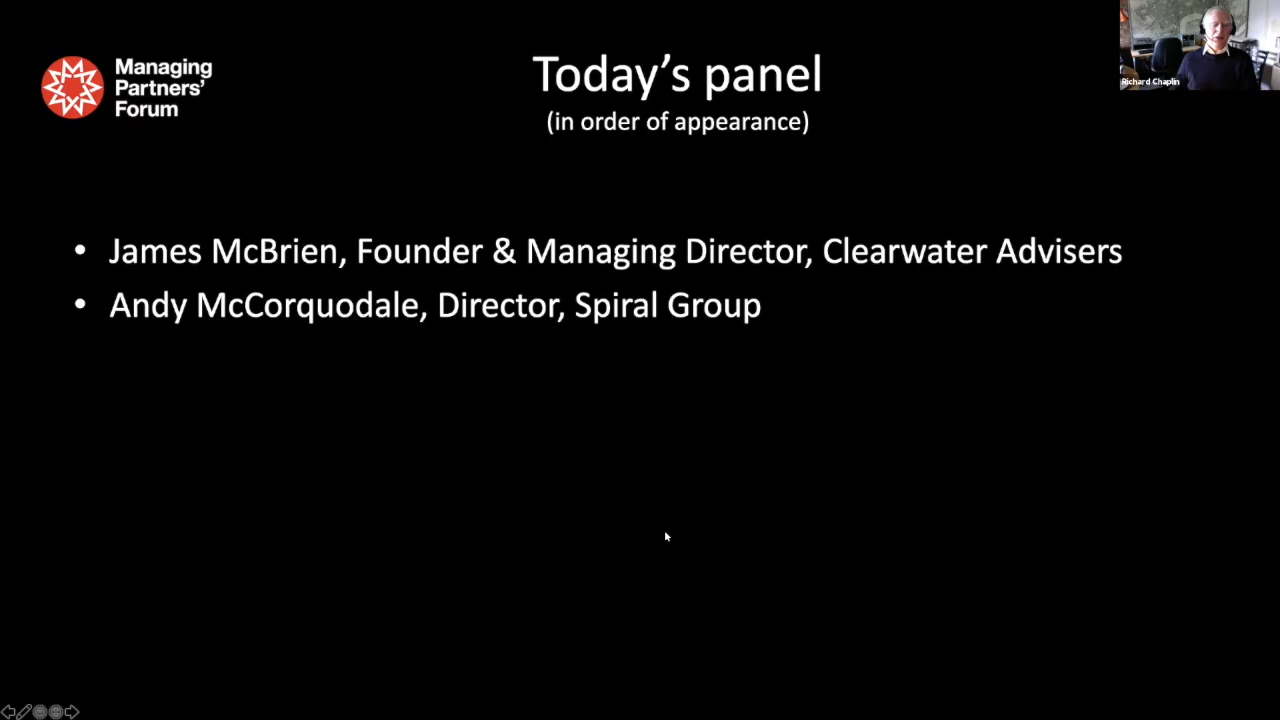 Managing
Partners'
Forum
Today's panel
(in order of appearance)
Richard Chaplin
• James McBrien, Founder & Managing Director, Clearwater Advisers
• Andy McCorquodale, Director, Spiral Group